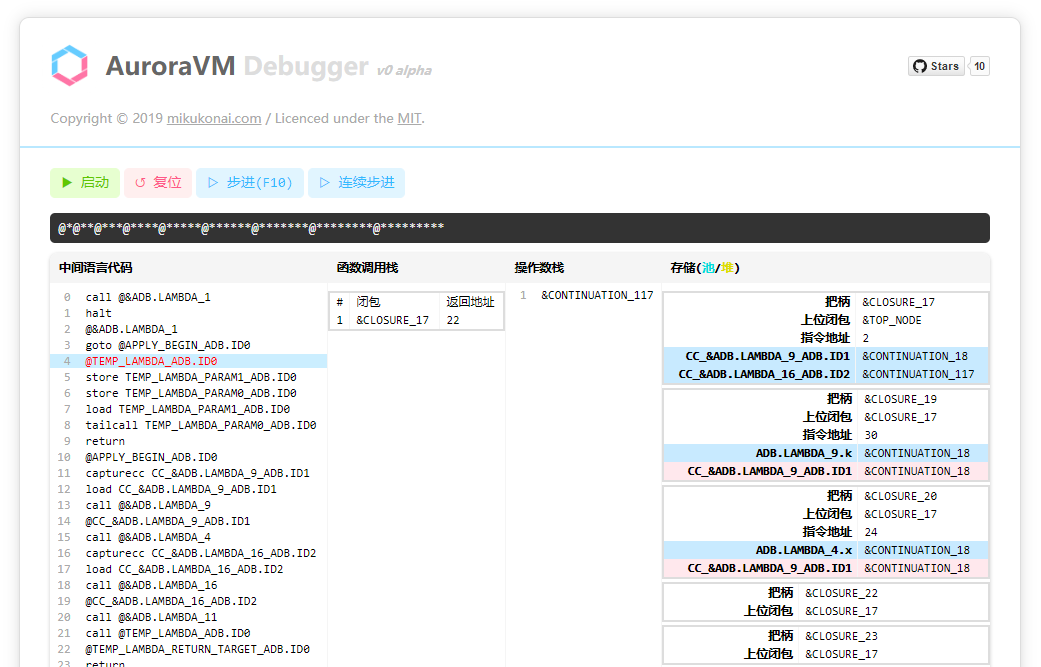 AuroraVM Debugger v0 alpha
Stars 10
Copyright © 2019 mikukonai.com / Licenced under the MIT.
▶ 启动 ↺ 复位 ▷ 步进(F10) ▷ 连续步进
@*@**@***@****@*****@******@*******@********@*********
中间语言代码 函数调用栈 操作数栈 存储(池/堆)
0 call @&ADB.LAMBDA_1
1 halt
2 @&ADB.LAMBDA_1
3 goto @APPLY_BEGIN_ADB.ID0
4 @TEMP_LAMBDA_ADB.ID0
5 store TEMP_LAMBDA_PARAM1_ADB.ID0
6 store TEMP_LAMBDA_PARAM0_ADB.ID0
7 load TEMP_LAMBDA_PARAM1_ADB.ID0
8 tailcall TEMP_LAMBDA_PARAM0_ADB.ID0
9 return
10 @APPLY_BEGIN_ADB.ID0
11 capturecc CC_&ADB.LAMBDA_9_ADB.ID1
12 load CC_&ADB.LAMBDA_9_ADB.ID1
13 call @&ADB.LAMBDA_9
14 @CC_&ADB.LAMBDA_9_ADB.ID1
15 call @&ADB.LAMBDA_4
16 capturecc CC_&ADB.LAMBDA_16_ADB.ID2
17 load CC_&ADB.LAMBDA_16_ADB.ID2
18 call @&ADB.LAMBDA_16
19 @CC_&ADB.LAMBDA_16_ADB.ID2
20 call @&ADB.LAMBDA_11
21 call @TEMP_LAMBDA_ADB.ID0
22 @TEMP_LAMBDA_RETURN_TARGET_ADB.ID0
23 return
# 闭包 返回地址
1 &CLOSURE_17 22
1 &CONTINUATION_117
把柄 &CLOSURE_17
上位闭包 &TOP_NODE
指令地址 2
CC_&ADB.LAMBDA_9_ADB.ID1 &CONTINUATION_18
CC_&ADB.LAMBDA_16_ADB.ID2 &CONTINUATION_117
把柄 &CLOSURE_19
上位闭包 &CLOSURE_17
指令地址 30
ADB.LAMBDA_9.k &CONTINUATION_18
CC_&ADB.LAMBDA_9_ADB.ID1 &CONTINUATION_18
把柄 &CLOSURE_20
上位闭包 &CLOSURE_17
指令地址 24
ADB.LAMBDA_4.x &CONTINUATION_18
CC_&ADB.LAMBDA_9_ADB.ID1 &CONTINUATION_18
把柄 &CLOSURE_22
上位闭包 &CLOSURE_17
把柄 &CLOSURE_23
上位闭包 &CLOSURE_17